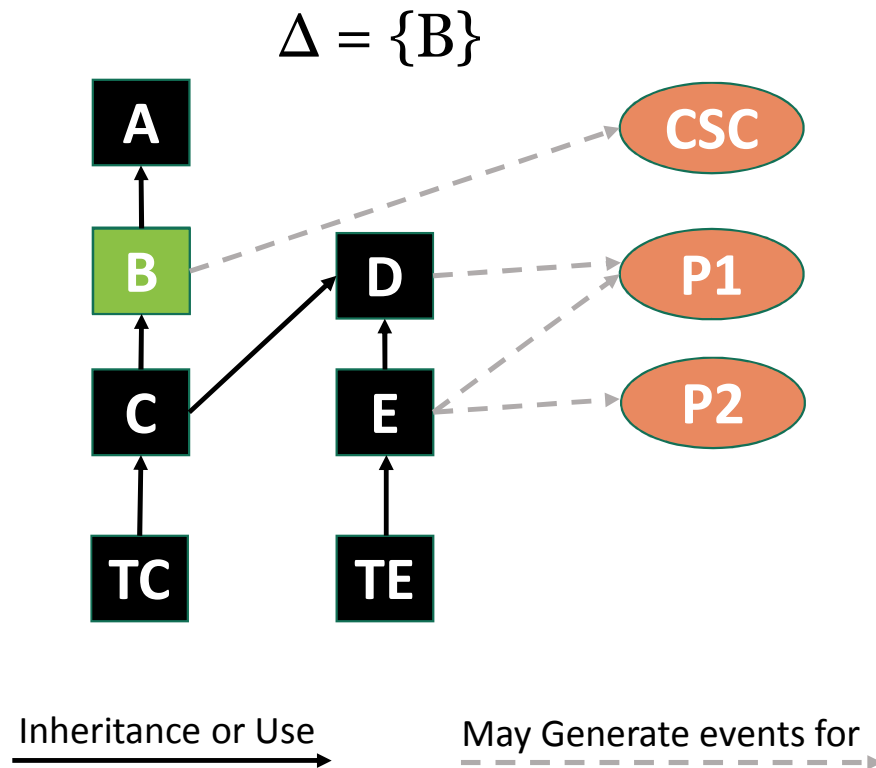 Δ = {B}
A
CSC
B
D
P1
C
E
P2
TC
TE
Inheritance or Use
May Generate events for